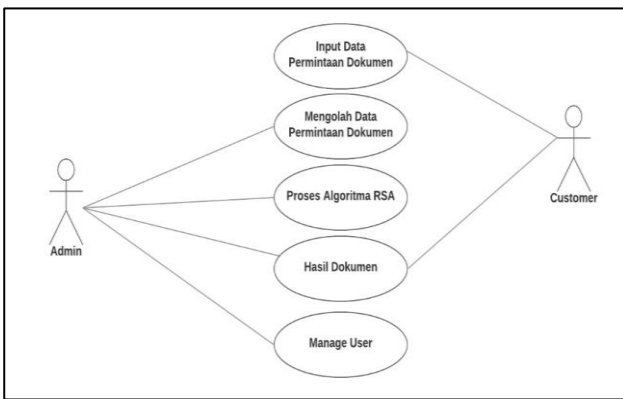 Input Data
Permintaan Dokumen
Mengolah Data
Permintaan Dokumen
Proses Algoritma RSA
Customer
Admin
Hasil Dokumen
Manage User